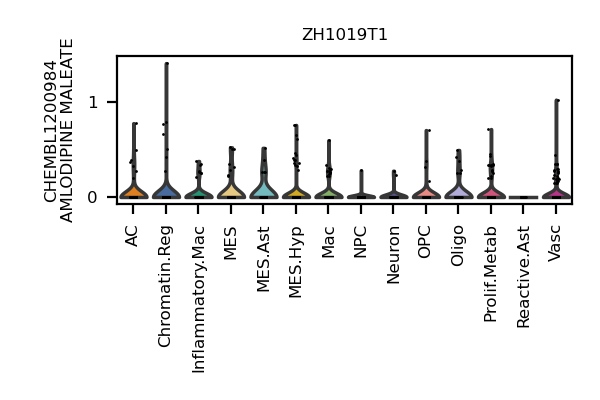 ZH1019T1
CHEMBL1200984
AMLODIPINE MALEATE
1
0
AC
Chromatin.Reg
Inflammatory.Mac
MES
MES.Ast
MES.Hyp
Mac
NPC
Neuron
OPC
Oligo
Prolif.Metab
Reactive.Ast
Vasc